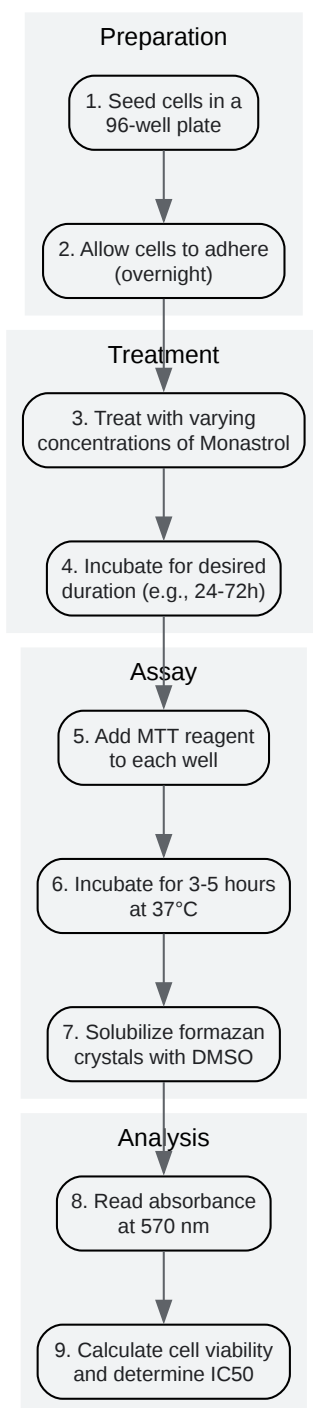 Preparation
1. Seed cells in a
96-well plate
2. Allow cells to adhere
(overnight)
Treatment
3. Treat with varying
concentrations of Monastrol
4. Incubate for desired
duration (e.g., 24-72h)
Assay
5. Add MTT reagent
to each well
6. Incubate for 3-5 hours
at 37°C
7. Solubilize formazan
crystals with DMSO
Analysis
8. Read absorbance
at 570 nm
9. Calculate cell viability
and determine IC50